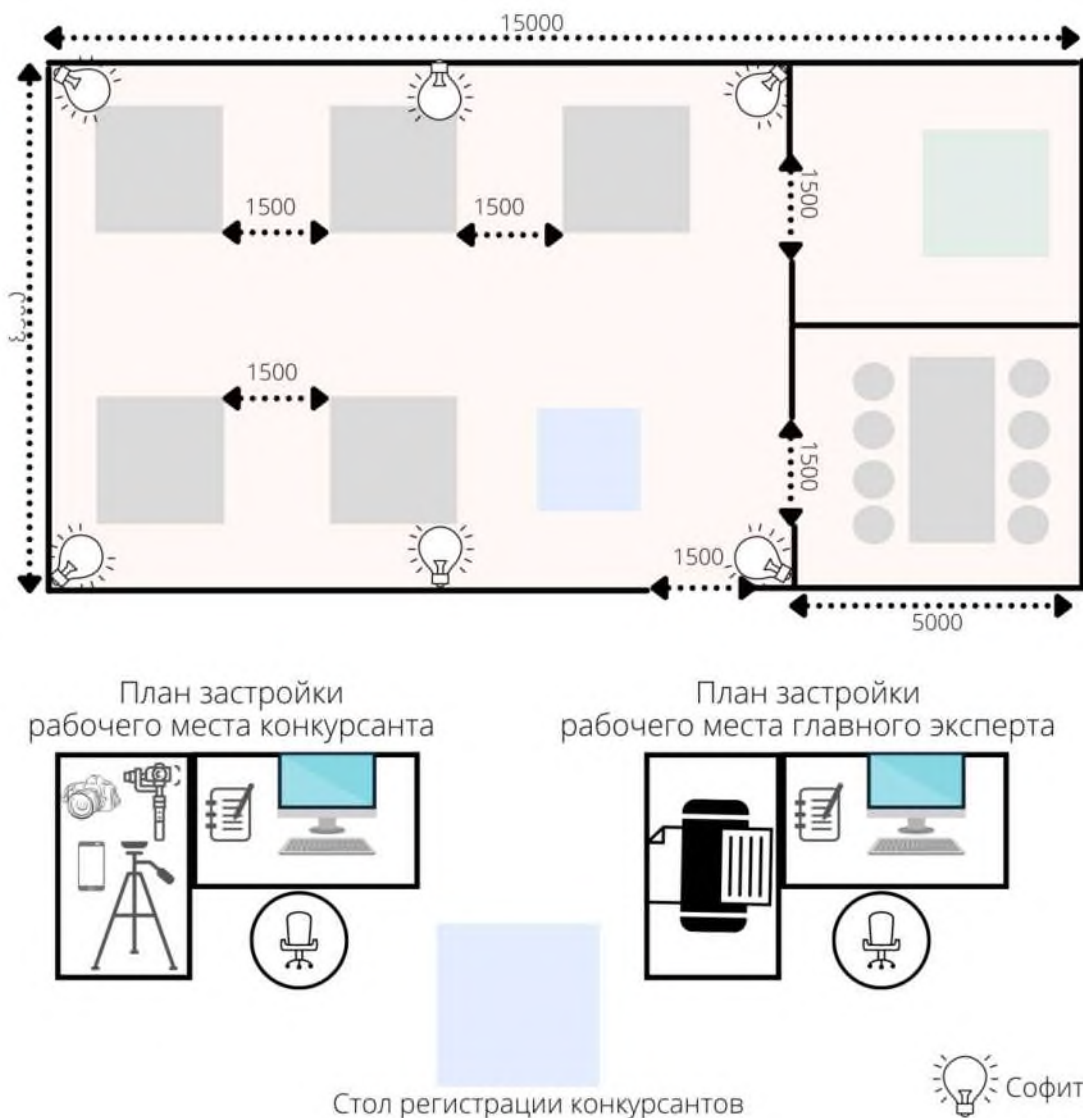 15000
1500
1500
1500
1500
1500
1500
5000
План застройки
рабочего места конкурсанта
План застройки
рабочего места главного эксперта
Стол регистрации конкурсантов
Софит